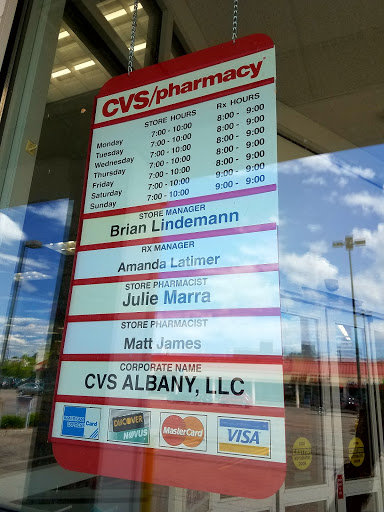 CVS/pharmacy
STORE HOURS Rx HOURS
Monday 7:00 - 10:00 8:00 - 9:00
Tuesday 7:00 - 10:00 8:00 - 9:00
Wednesday 7:00 - 10:00 8:00 - 9:00
Thursday 7:00 - 10:00 8:00 - 9:00
Friday 7:00 - 10:00 8:00 - 9:00
Saturday 7:00 - 10:00 8:00 - 9:00
Sunday 7:00 - 10:00 9:00 - 9:00
STORE MANAGER
Brian Lindemann
RX MANAGER
Amanda Latimer
STORE PHARMACIST
Julie Marra
STORE PHARMACIST
Matt James
CORPORATE NAME
CVS ALBANY, LLC
AMERICAN EXPRESS Card
DISCOVER NOVUS
MasterCard
VISA